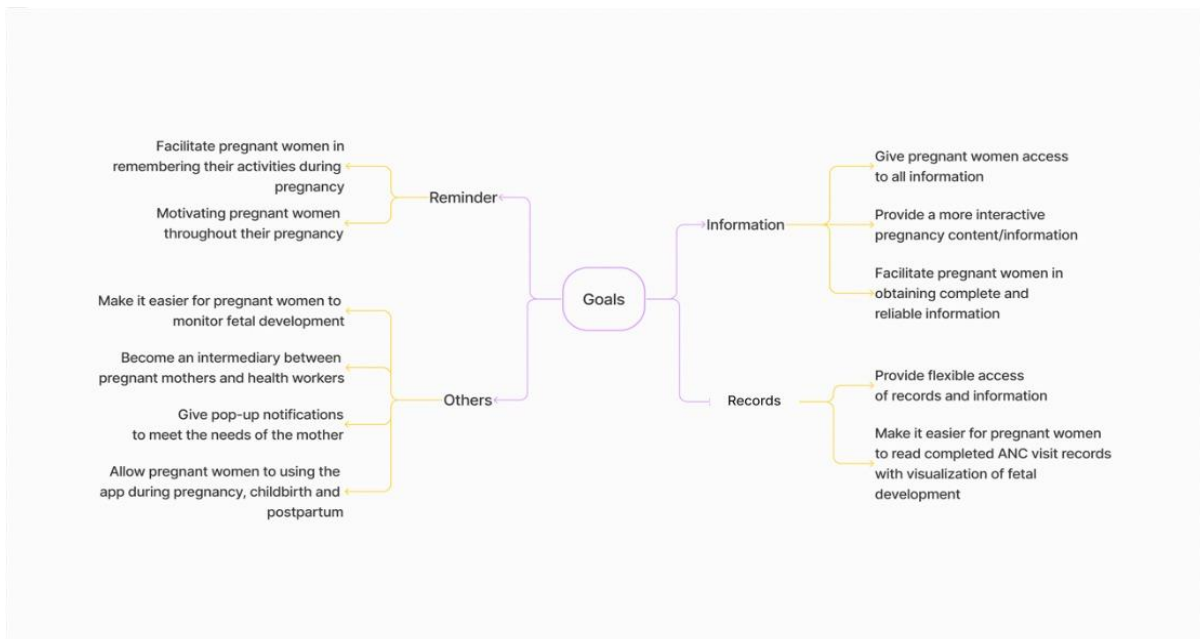 Facilitate pregnant women in
remembering their activities during
pregnancy
Motivating pregnant women
throughout their pregnancy
Reminder
Make it easier for pregnant women to
monitor fetal development
Become an intermediary between
pregnant mothers and health workers
Give pop-up notifications
to meet the needs of the mother
Allow pregnant women to using the
app during pregnancy, childbirth and
postpartum
Others
Goals
Information
Give pregnant women access
to all information
Provide a more interactive
pregnancy content/information
Facilitate pregnant women in
obtaining complete and
reliable information
Records
Provide flexible access
of records and information
Make it easier for pregnant women
to read completed ANC visit records
with visualization of fetal
development